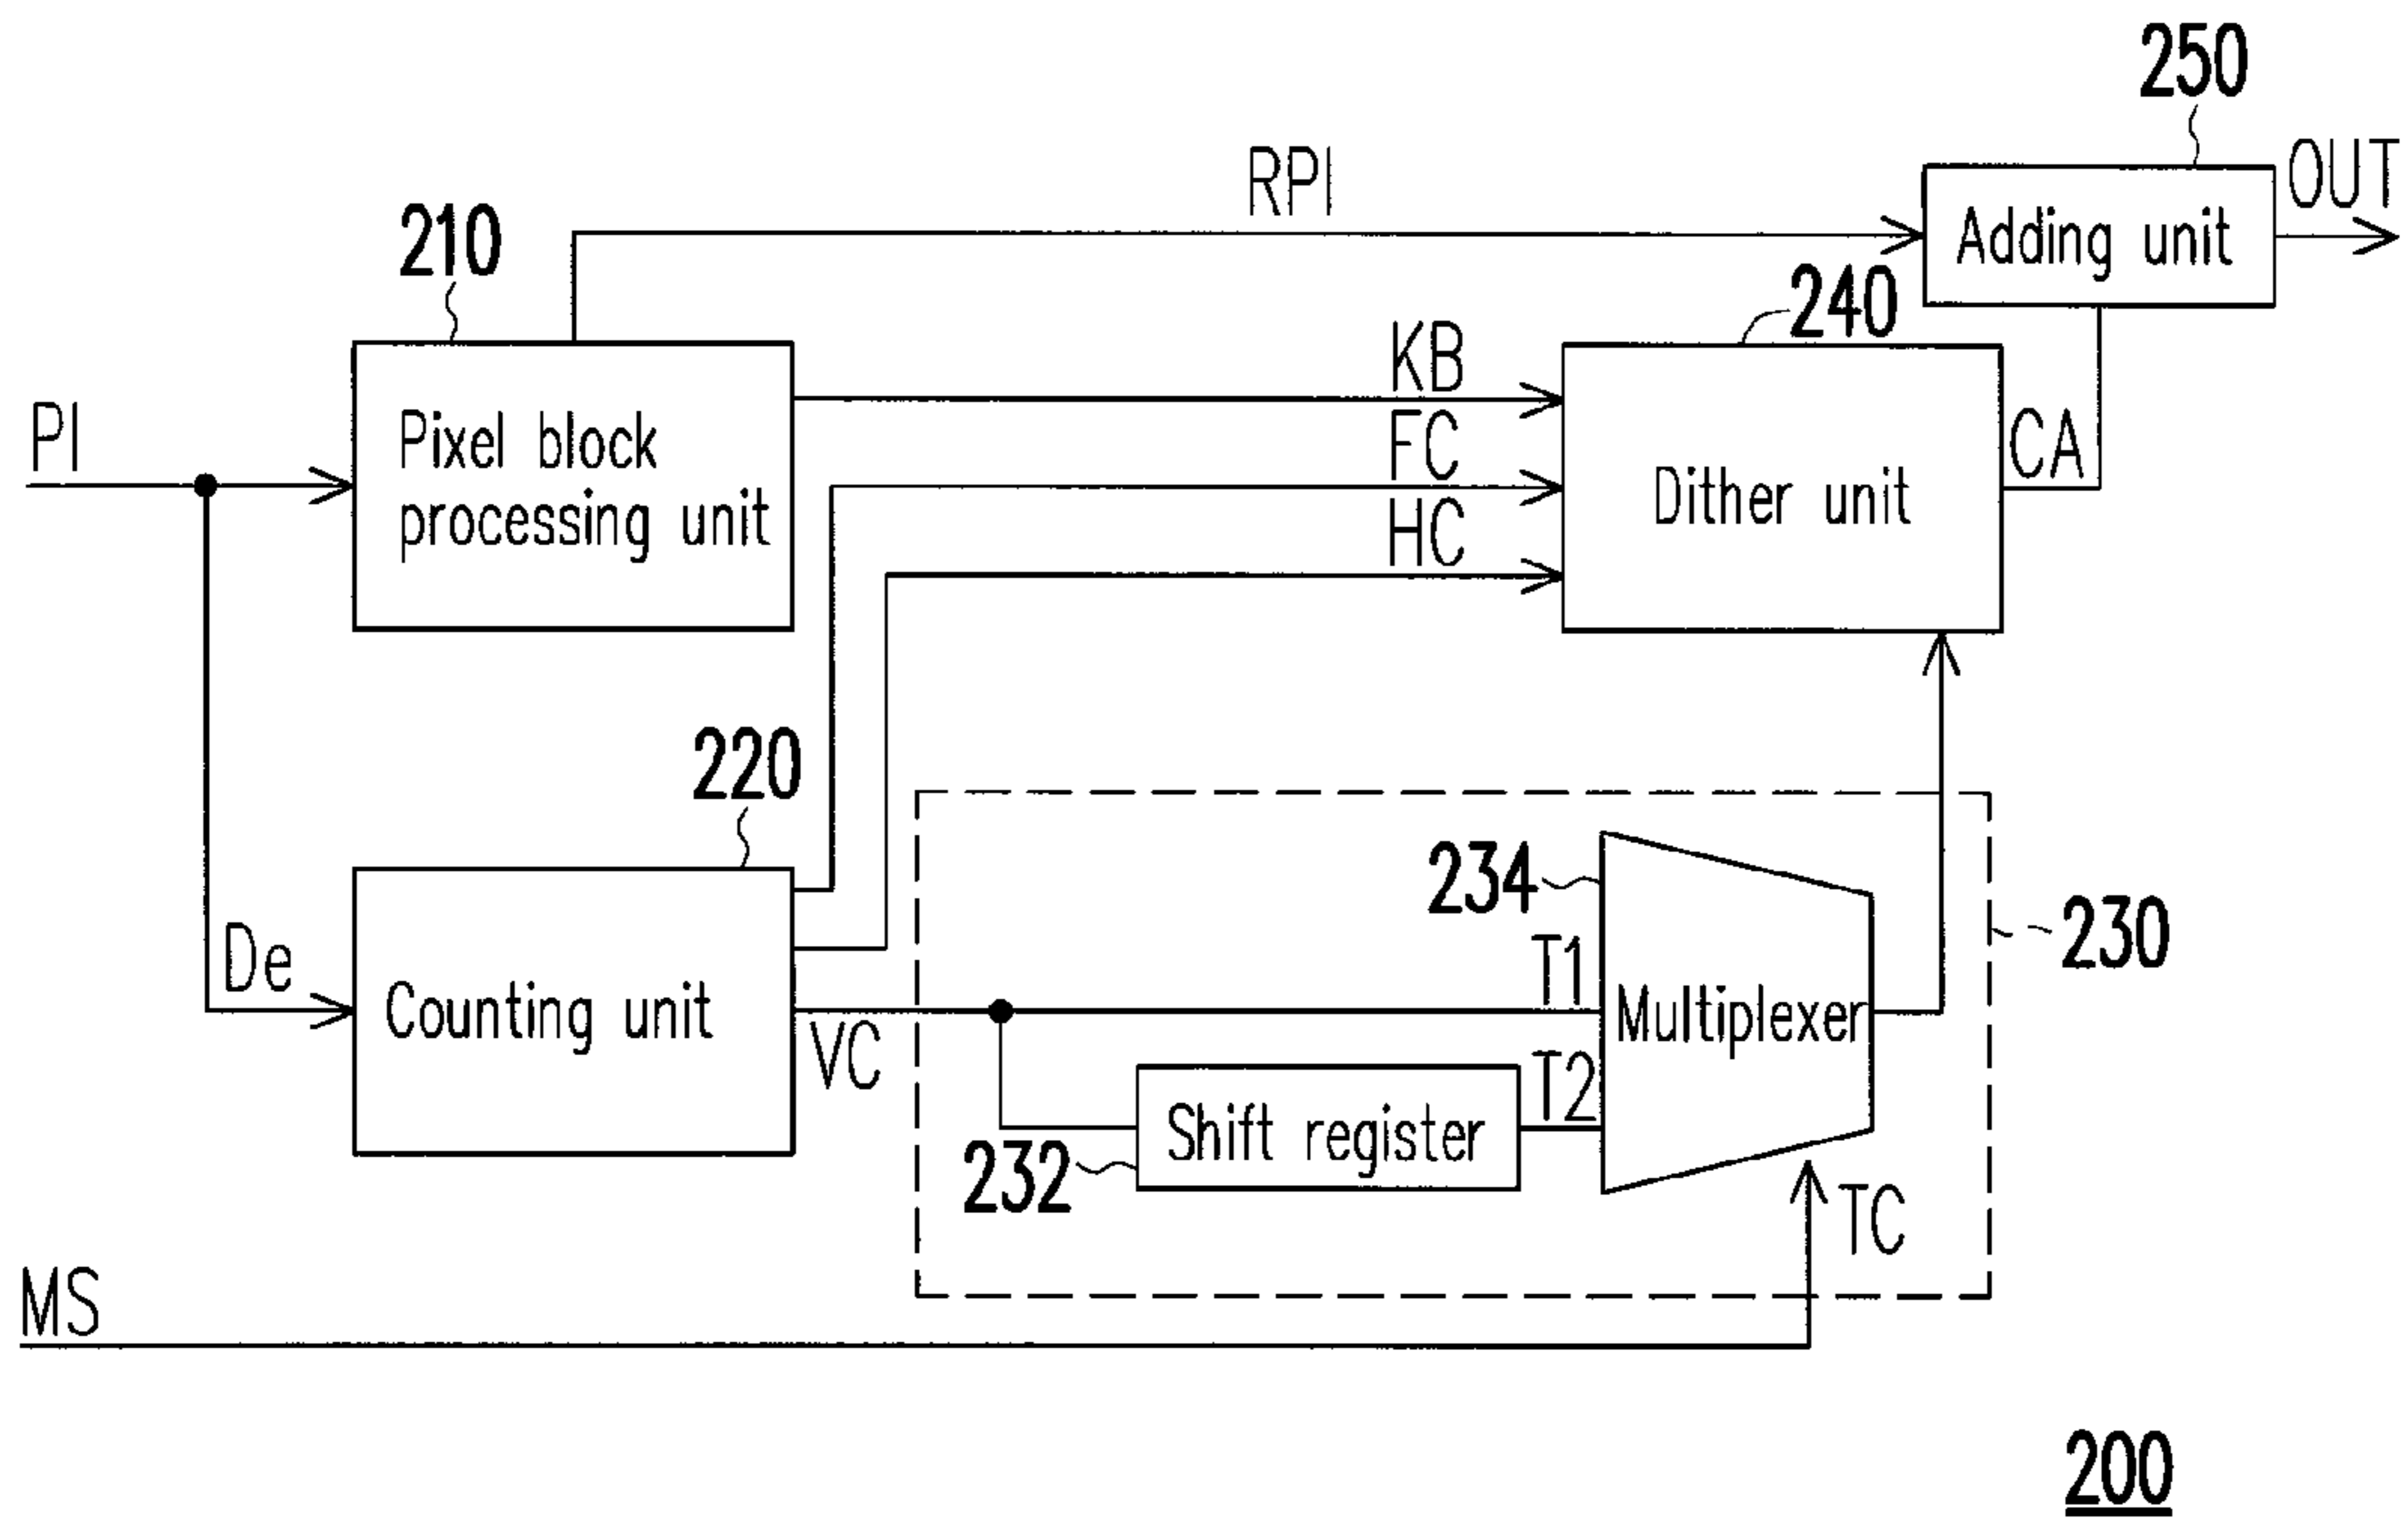 250
OUT
RPI
Adding unit
210
240
KB
PI
FC
CA
Pixel block
processing unit
Dither unit
HC
220
234
230
De
T1
Counting unit
Multiplexer
VC
T2
Shift register
232
TC
MS
200